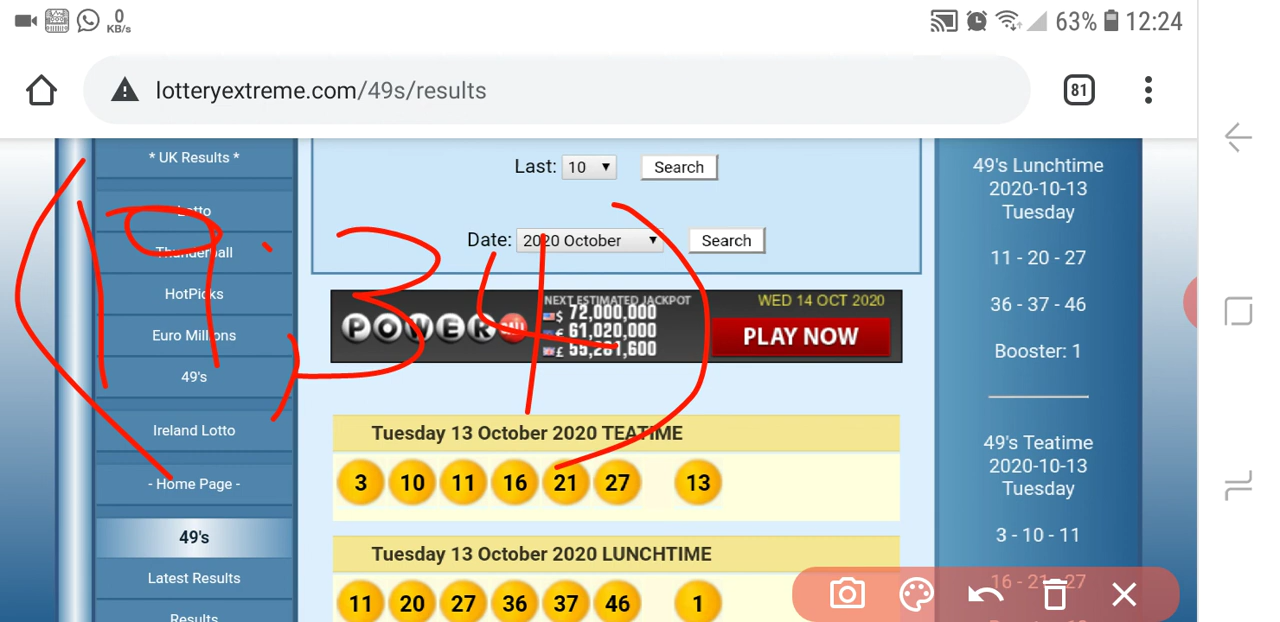 0
KB/s
63%
12:24
lotteryextreme.com/49s/results
81
* UK Results *
Lotto
Thunderball
HotPicks
Euro Millions
49's
Ireland Lotto
- Home Page -
49's
Latest Results
Results
Last: 10 Search
Date: 2020 October Search
POWERBALL
NEXT ESTIMATED JACKPOT
$ 72,000,000
€ 61,020,000
£ 55,261,600
WED 14 OCT 2020
PLAY NOW
Tuesday 13 October 2020 TEATIME
3 10 11 16 21 27 13
Tuesday 13 October 2020 LUNCHTIME
11 20 27 36 37 46 1
49's Lunchtime
2020-10-13
Tuesday
11 - 20 - 27
36 - 37 - 46
Booster: 1
49's Teatime
2020-10-13
Tuesday
3 - 10 - 11
16 - 21 - 27